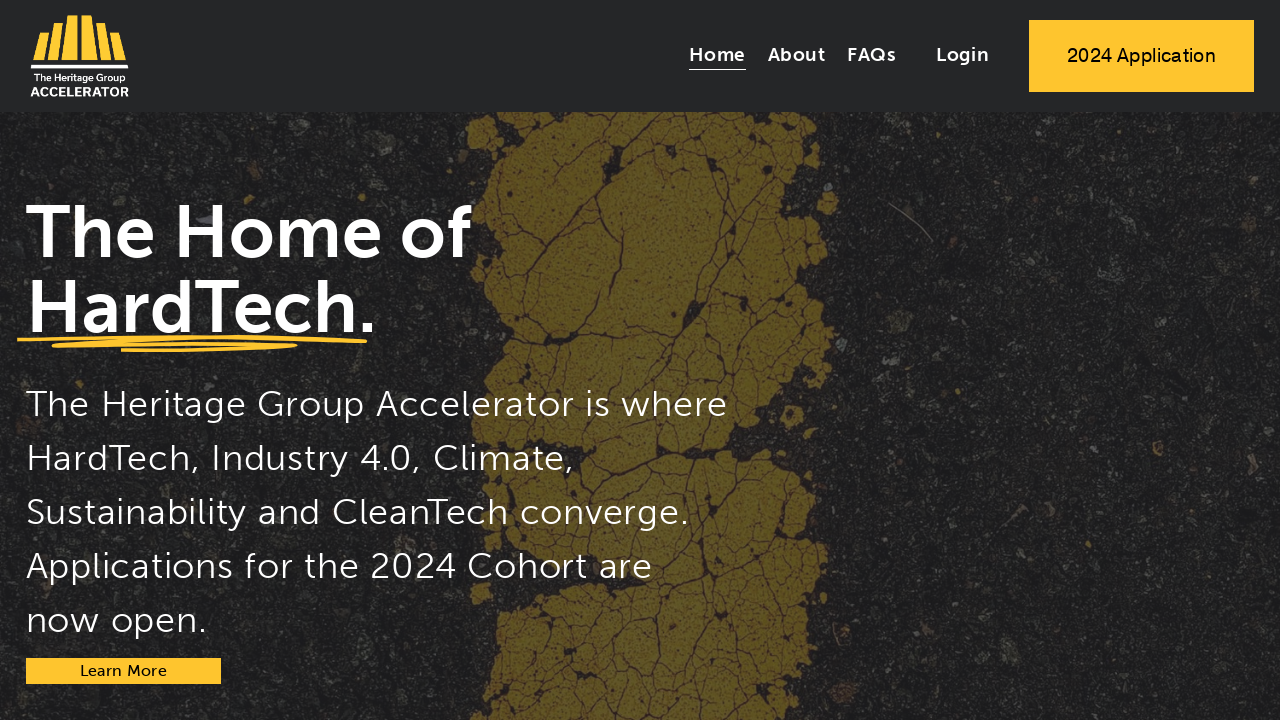 The Heritage Group
ACCELERATOR
Home
About
FAQs
Login
2024 Application
The Home of
HardTech.
The Heritage Group Accelerator is where
HardTech, Industry 4.0, Climate,
Sustainability and CleanTech converge.
Applications for the 2024 Cohort are
now open.
Learn More